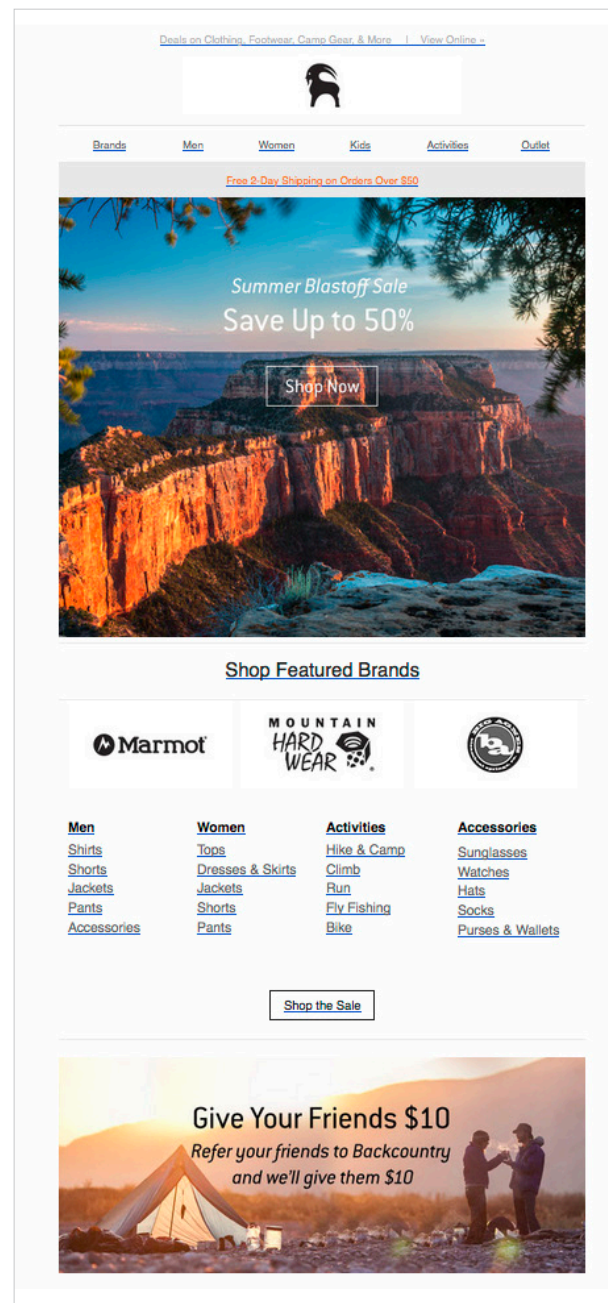 Deals on Clothing, Footwear, Camp Gear, & More | View Online »
Brands Men Women Kids Activities Outlet
Free 2-Day Shipping on Orders Over $50
Summer Blastoff Sale
Save Up to 50%
Shop Now
Shop Featured Brands
Marmot
MOUNTAIN
HARD
WEAR
BIG AGNES
ba
Men
Shirts
Shorts
Jackets
Pants
Accessories
Women
Tops
Dresses & Skirts
Jackets
Shorts
Pants
Activities
Hike & Camp
Climb
Run
Fly Fishing
Bike
Accessories
Sunglasses
Watches
Hats
Socks
Purses & Wallets
Shop the Sale
Give Your Friends $10
Refer your friends to Backcountry
and we'll give them $10